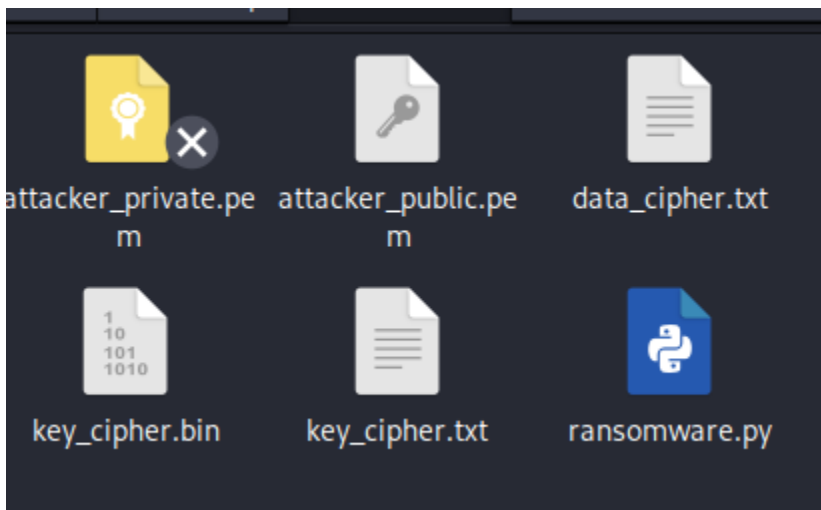 attacker_private.pe attacker_public.pe data_cipher.txt
m m
1
10
101
1010
key_cipher.bin key_cipher.txt ransomware.py